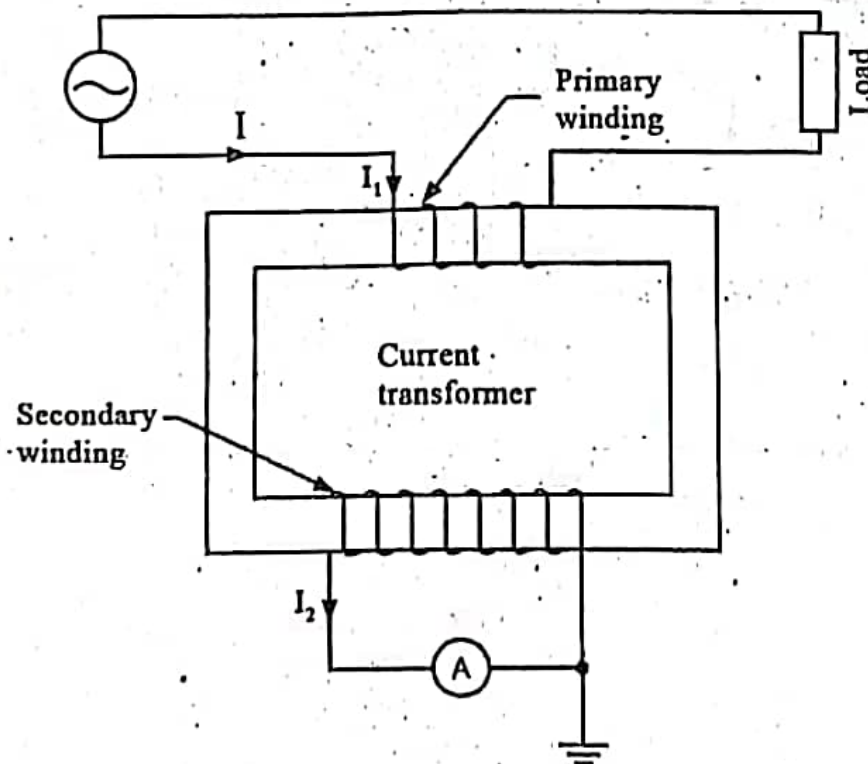 Primary
winding
Load
I
I₁
Current
transformer
Secondary
winding
I₂
A